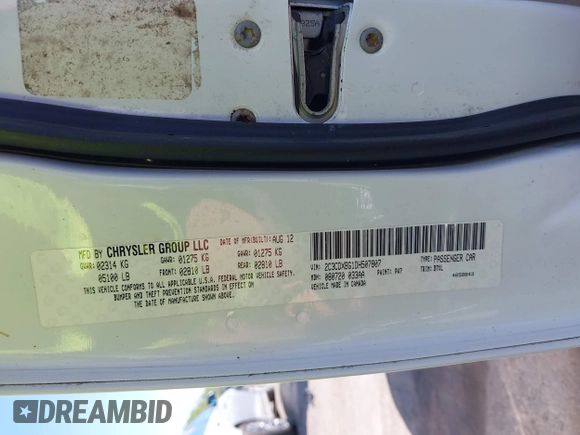 825A
MFD BY CHRYSLER GROUP LLC DATE OF MFR(BUILT): AUG 12
GVWR: 02314 KG GAWR: 01275 KG GAWR: 01275 KG
05100 LB FRONT: 02810 LB REAR: 02810 LB
THIS VEHICLE CONFORMS TO ALL APPLICABLE U.S.A. FEDERAL MOTOR VEHICLE SAFETY,
BUMPER AND THEFT PREVENTION STANDARDS IN EFFECT ON
THE DATE OF MANUFACTURE SHOWN ABOVE.
VIN: 2C3CDXBG1DH507907 TYPE: PASSENGER CAR
MDH: 080720 033AA PAINT: PW7 TRIM: B7XL
VEHICLE MADE IN CANADA
DREAMBID